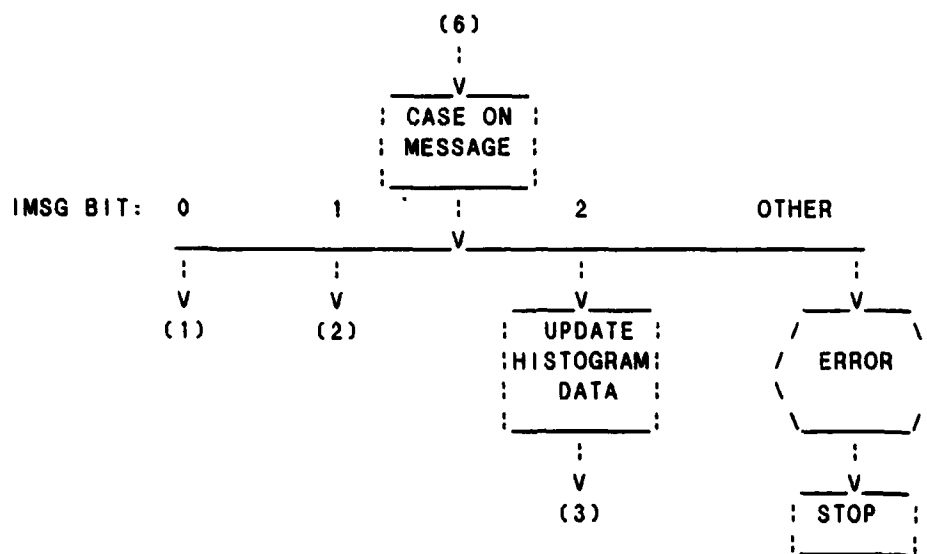 (6)
CASE ON
MESSAGE
IMSG BIT: 0 1 2 OTHER
(1) (2) UPDATE
HISTOGRAM ERROR
DATA
(3) STOP